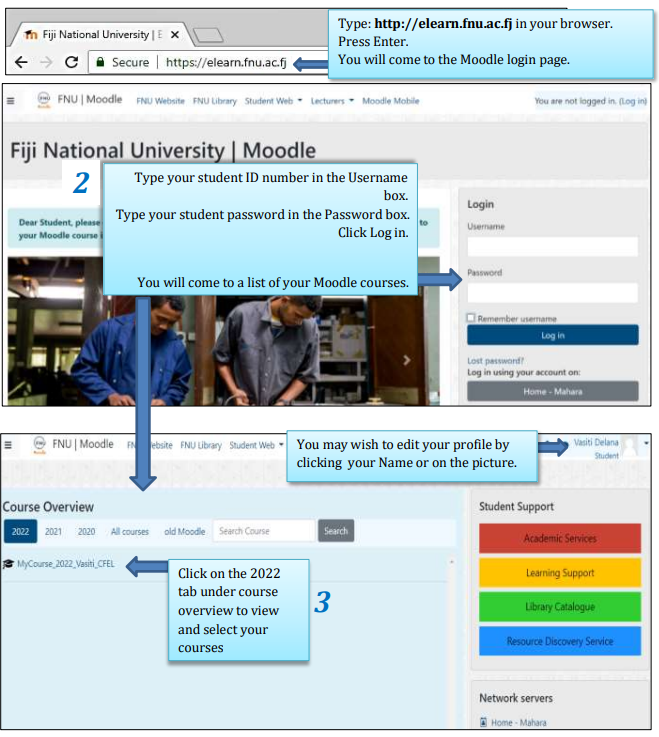 Type: http://elearn.fnu.ac.fj in your browser.
Press Enter.
You will come to the Moodle login page.
Fiji National University | E
Secure | https://elearn.fnu.ac.fj
FNU | Moodle FNU Website FNU Library Student Web Lecturers Moodle Mobile You are not logged in. (Log in)
Fiji National University | Moodle
2
Type your student ID number in the Username
box.
Type your student password in the Password box.
Click Log in.
You will come to a list of your Moodle courses.
Dear Student, please
to
your Moodle course
Login
Username
Password
Remember username
Log in
Lost password?
Log in using your account on:
Home - Mahara
FNU | Moodle FNU Website FNU Library Student Web
You may wish to edit your profile by
clicking your Name or on the picture.
Vasiti Delana
Student
Course Overview
2022 2021 2020 All courses old Moodle Search Course Search
MyCourse_2022_Vasiti_CFEL
Click on the 2022
tab under course
overview to view
and select your
courses
3
Student Support
Academic Services
Learning Support
Library Catalogue
Resource Discovery Service
Network servers
Home - Mahara